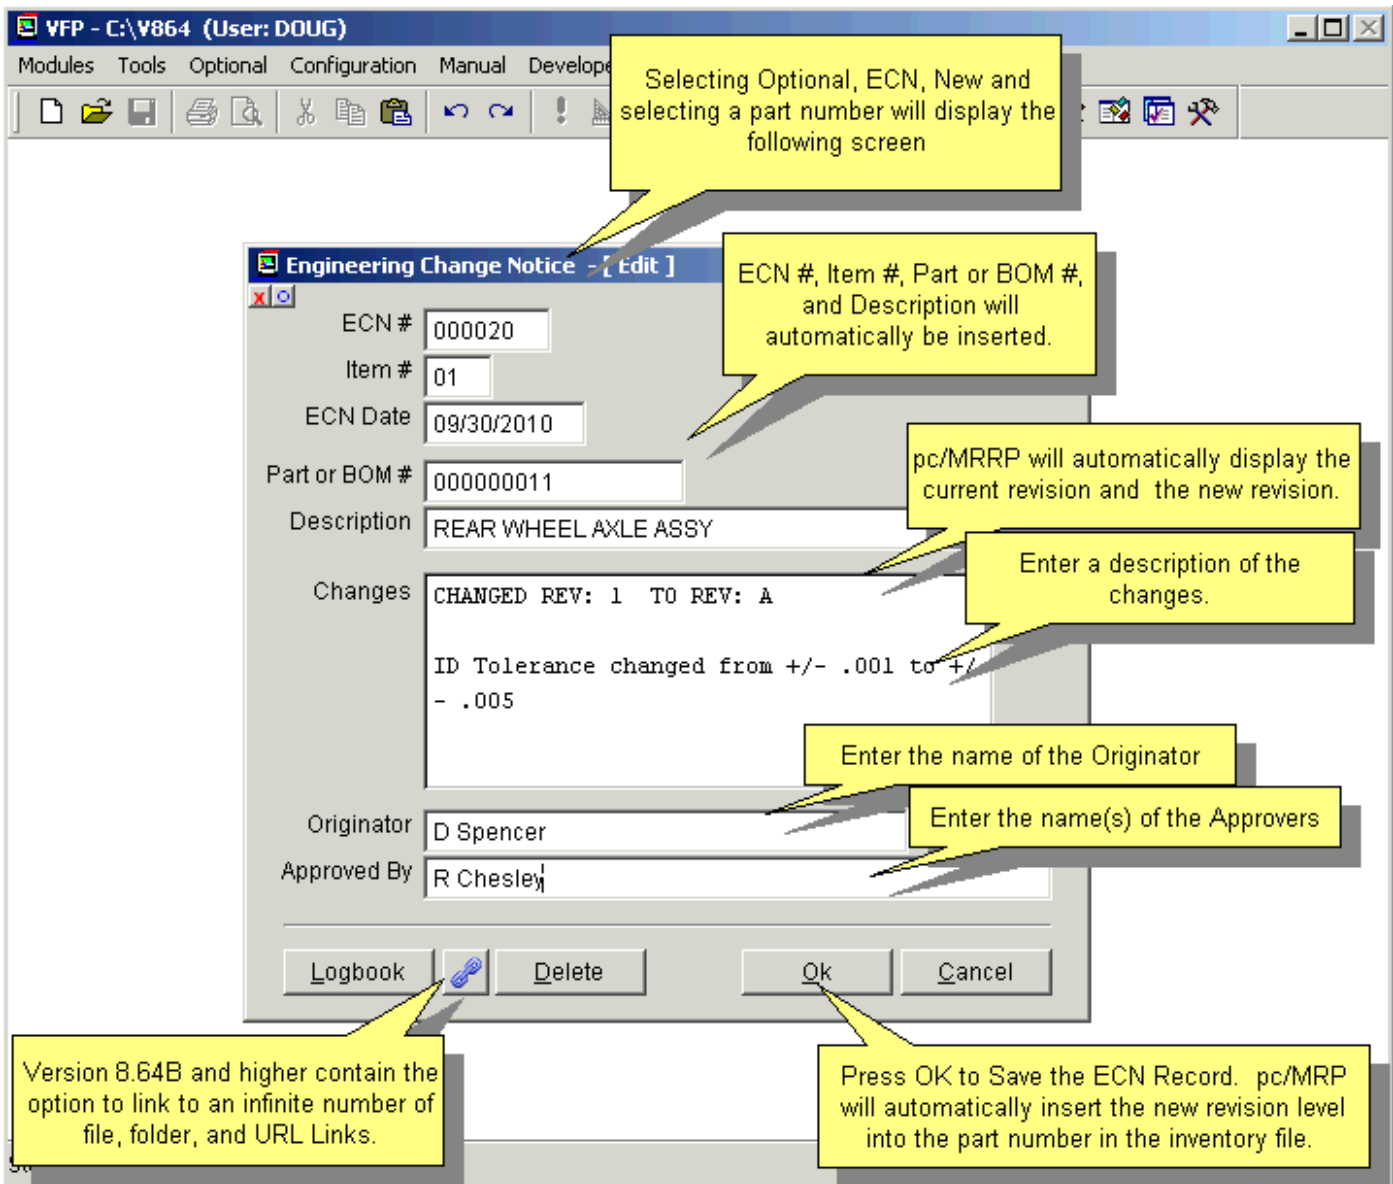 VFP - C:\V864 (User: DOUG)
Modules Tools Optional Configuration Manual Develope
Selecting Optional, ECN, New and
selecting a part number will display the
following screen
Engineering Change Notice - [ Edit ]
ECN #, Item #, Part or BOM #,
and Description will
automatically be inserted.
ECN # 000020
Item # 01
ECN Date 09/30/2010
Part or BOM # 000000011
Description REAR WHEEL AXLE ASSY
pc/MRRP will automatically display the
current revision and the new revision.
Enter a description of the
changes.
Changes CHANGED REV: 1 TO REV: A
ID Tolerance changed from +/- .001 to +/
- .005
Enter the name of the Originator
Originator D Spencer
Enter the name(s) of the Approvers
Approved By R Chesley
Logbook Delete Ok Cancel
Version 8.64B and higher contain the
option to link to an infinite number of
file, folder, and URL Links.
Press OK to Save the ECN Record. pc/MRP
will automatically insert the new revision level
into the part number in the inventory file.